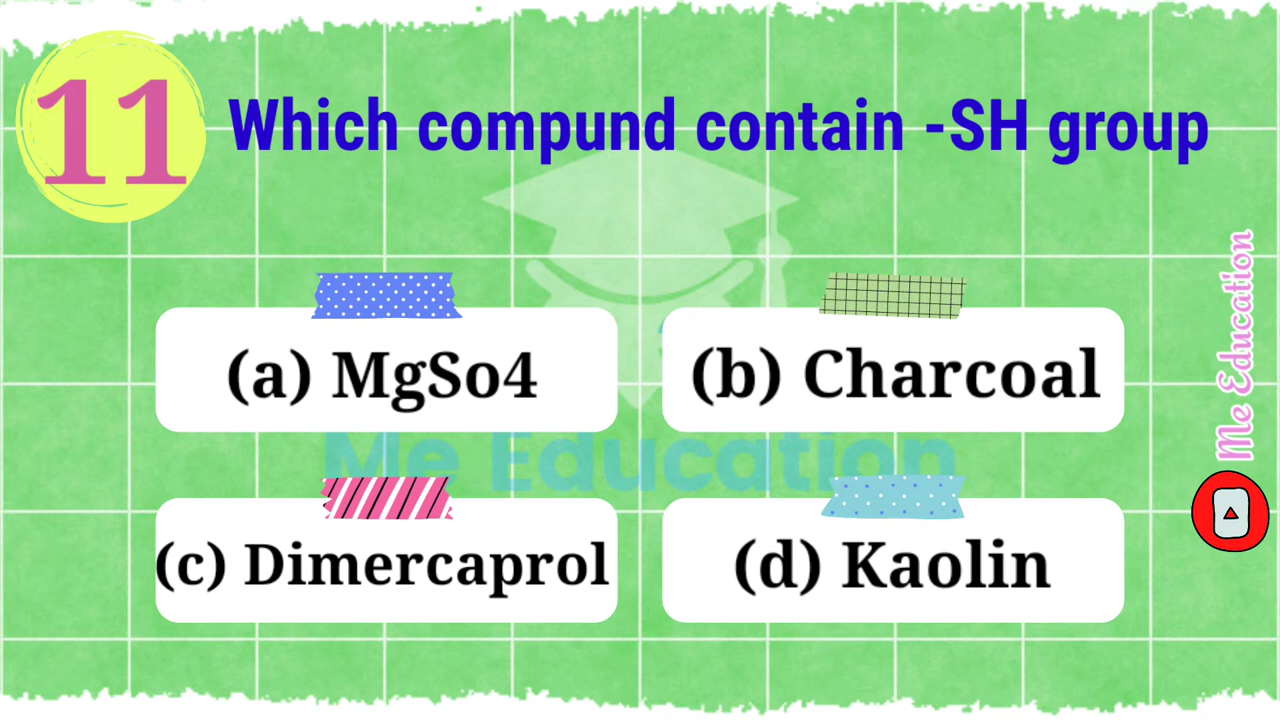 11
Which compund contain -SH group
(a) MgSo4
(b) Charcoal
(c) Dimercaprol
(d) Kaolin
Me Education
Me Education